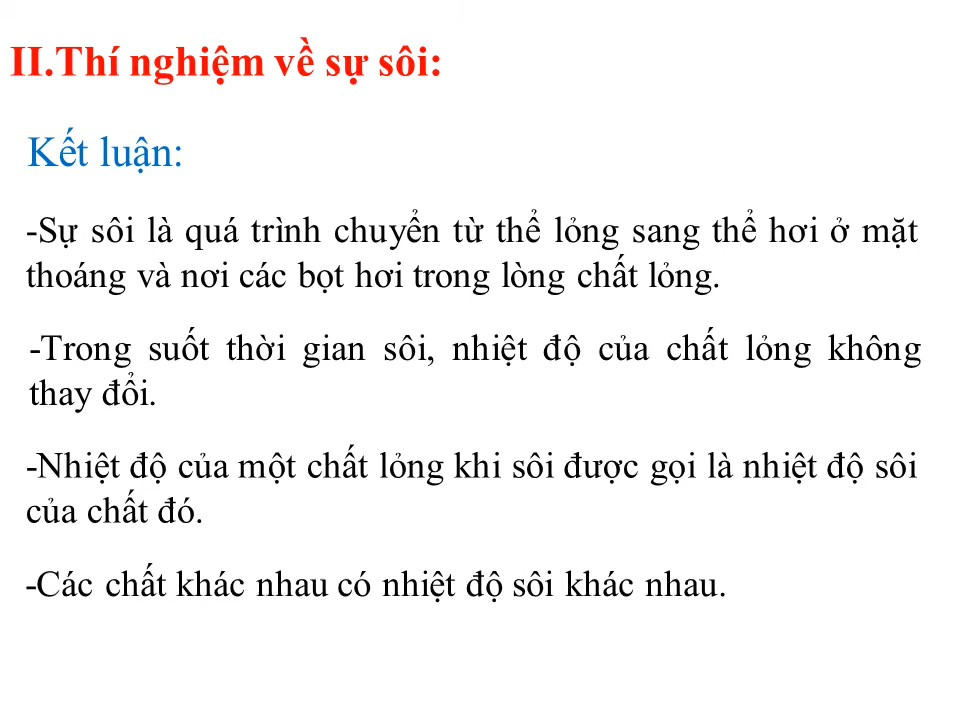 II.Thí nghiệm về sự sôi:
Kết luận:
-Sự sôi là quá trình chuyển từ thể lỏng sang thể hơi ở mặt
thoáng và nơi các bọt hơi trong lòng chất lỏng.
-Trong suốt thời gian sôi, nhiệt độ của chất lỏng không
thay đổi.
-Nhiệt độ của một chất lỏng khi sôi được gọi là nhiệt độ sôi
của chất đó.
-Các chất khác nhau có nhiệt độ sôi khác nhau.